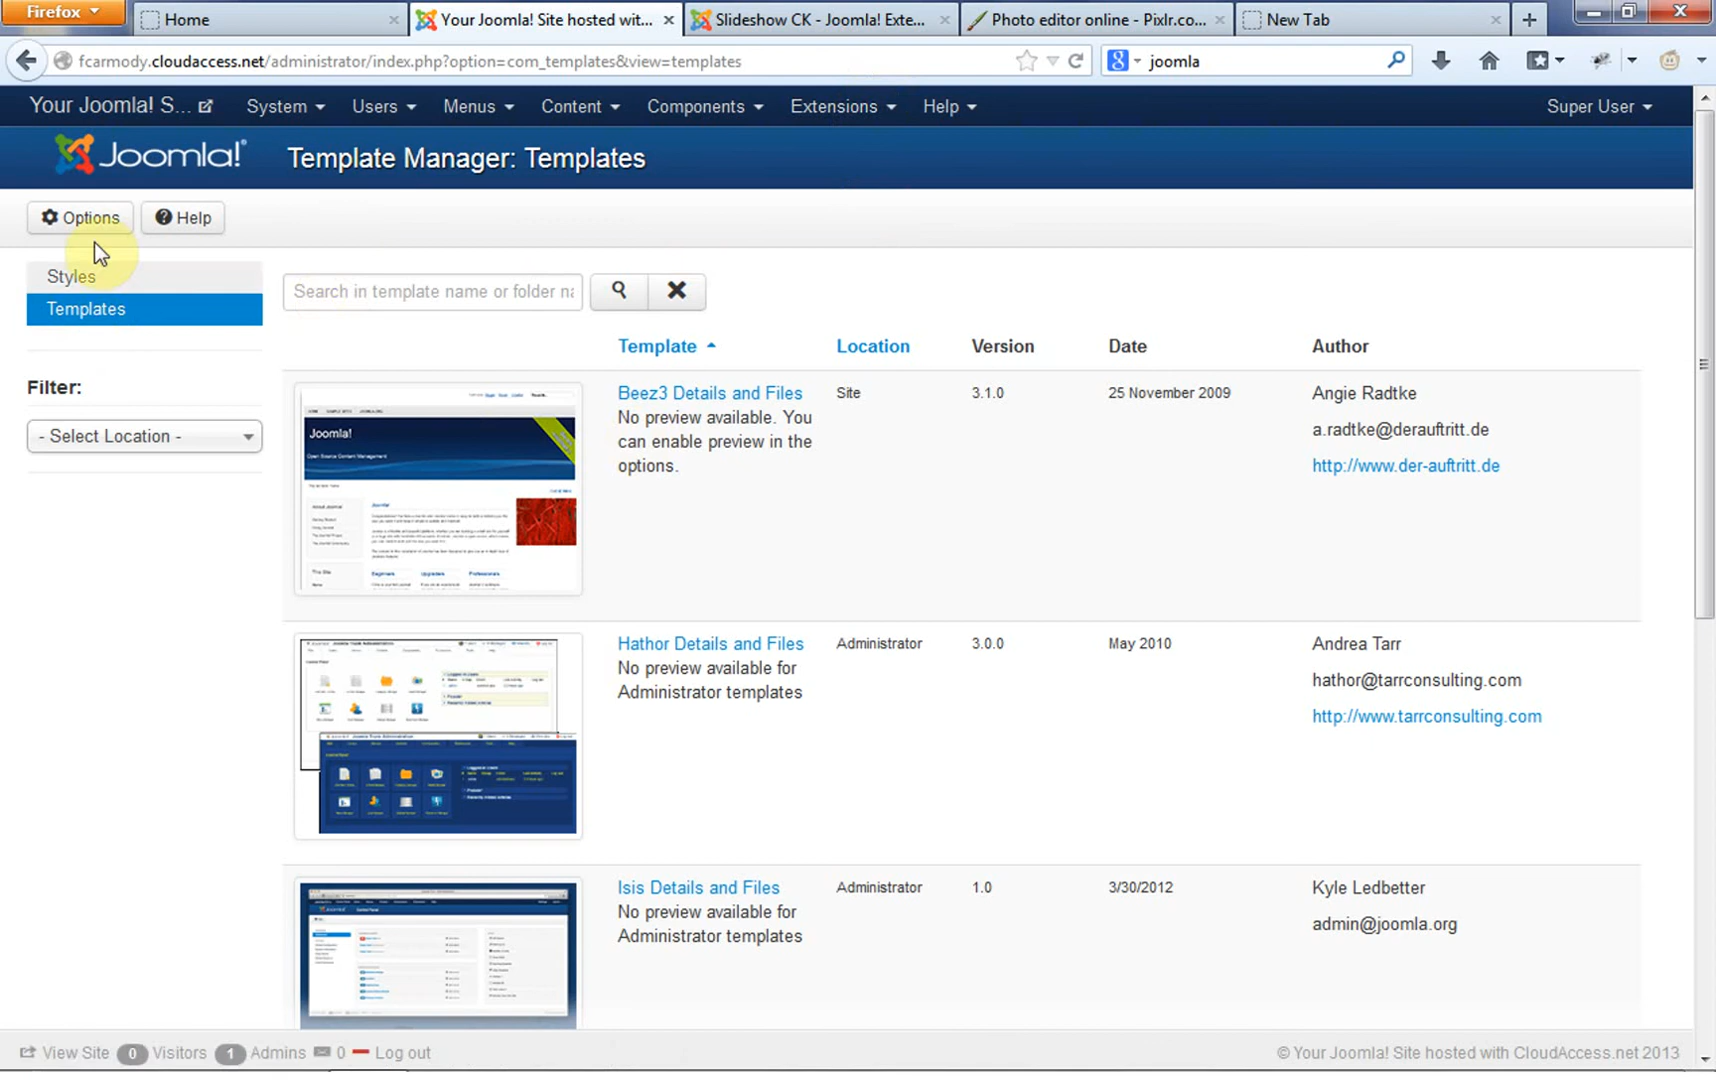 Firefox
Home
Your Joomla! Site hosted wit...
Slideshow CK - Joomla! Exte...
Photo editor online - Pixlr.co...
New Tab
fcarmody.cloudaccess.net/administrator/index.php?option=com_templates&view=templates
joomla
Your Joomla! S... System Users Menus Content Components Extensions Help Super User
Joomla! Template Manager: Templates
Options Help
Styles
Templates
Search in template name or folder na
Filter:
- Select Location -
Template Location Version Date Author
Beez3 Details and Files
No preview available. You
can enable preview in the
options.
Site
3.1.0
25 November 2009
Angie Radtke
a.radtke@derauftritt.de
http://www.der-auftritt.de
Joomla!
Hathor Details and Files
No preview available for
Administrator templates
Administrator
3.0.0
May 2010
Andrea Tarr
hathor@tarrconsulting.com
http://www.tarrconsulting.com
Isis Details and Files
No preview available for
Administrator templates
Administrator
1.0
3/30/2012
Kyle Ledbetter
admin@joomla.org
View Site 0 Visitors 1 Admins 0 Log out
© Your Joomla! Site hosted with CloudAccess.net 2013